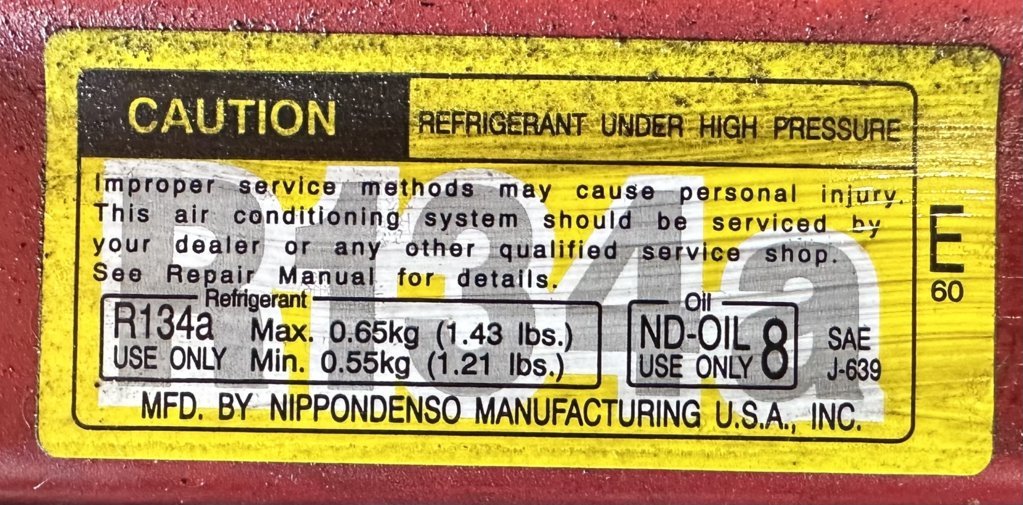 CAUTION REFRIGERANT UNDER HIGH PRESSURE
R134a
Improper service methods may cause personal injury.
This air conditioning system should be serviced by
your dealer or any other qualified service shop.
See Repair Manual for details.
Refrigerant
R134a Max. 0.65kg (1.43 lbs.)
USE ONLY Min. 0.55kg (1.21 lbs.)
Oil
ND-OIL 8
USE ONLY
SAE
J-639
MFD. BY NIPPONDENSO MANUFACTURING U.S.A., INC.
E
60